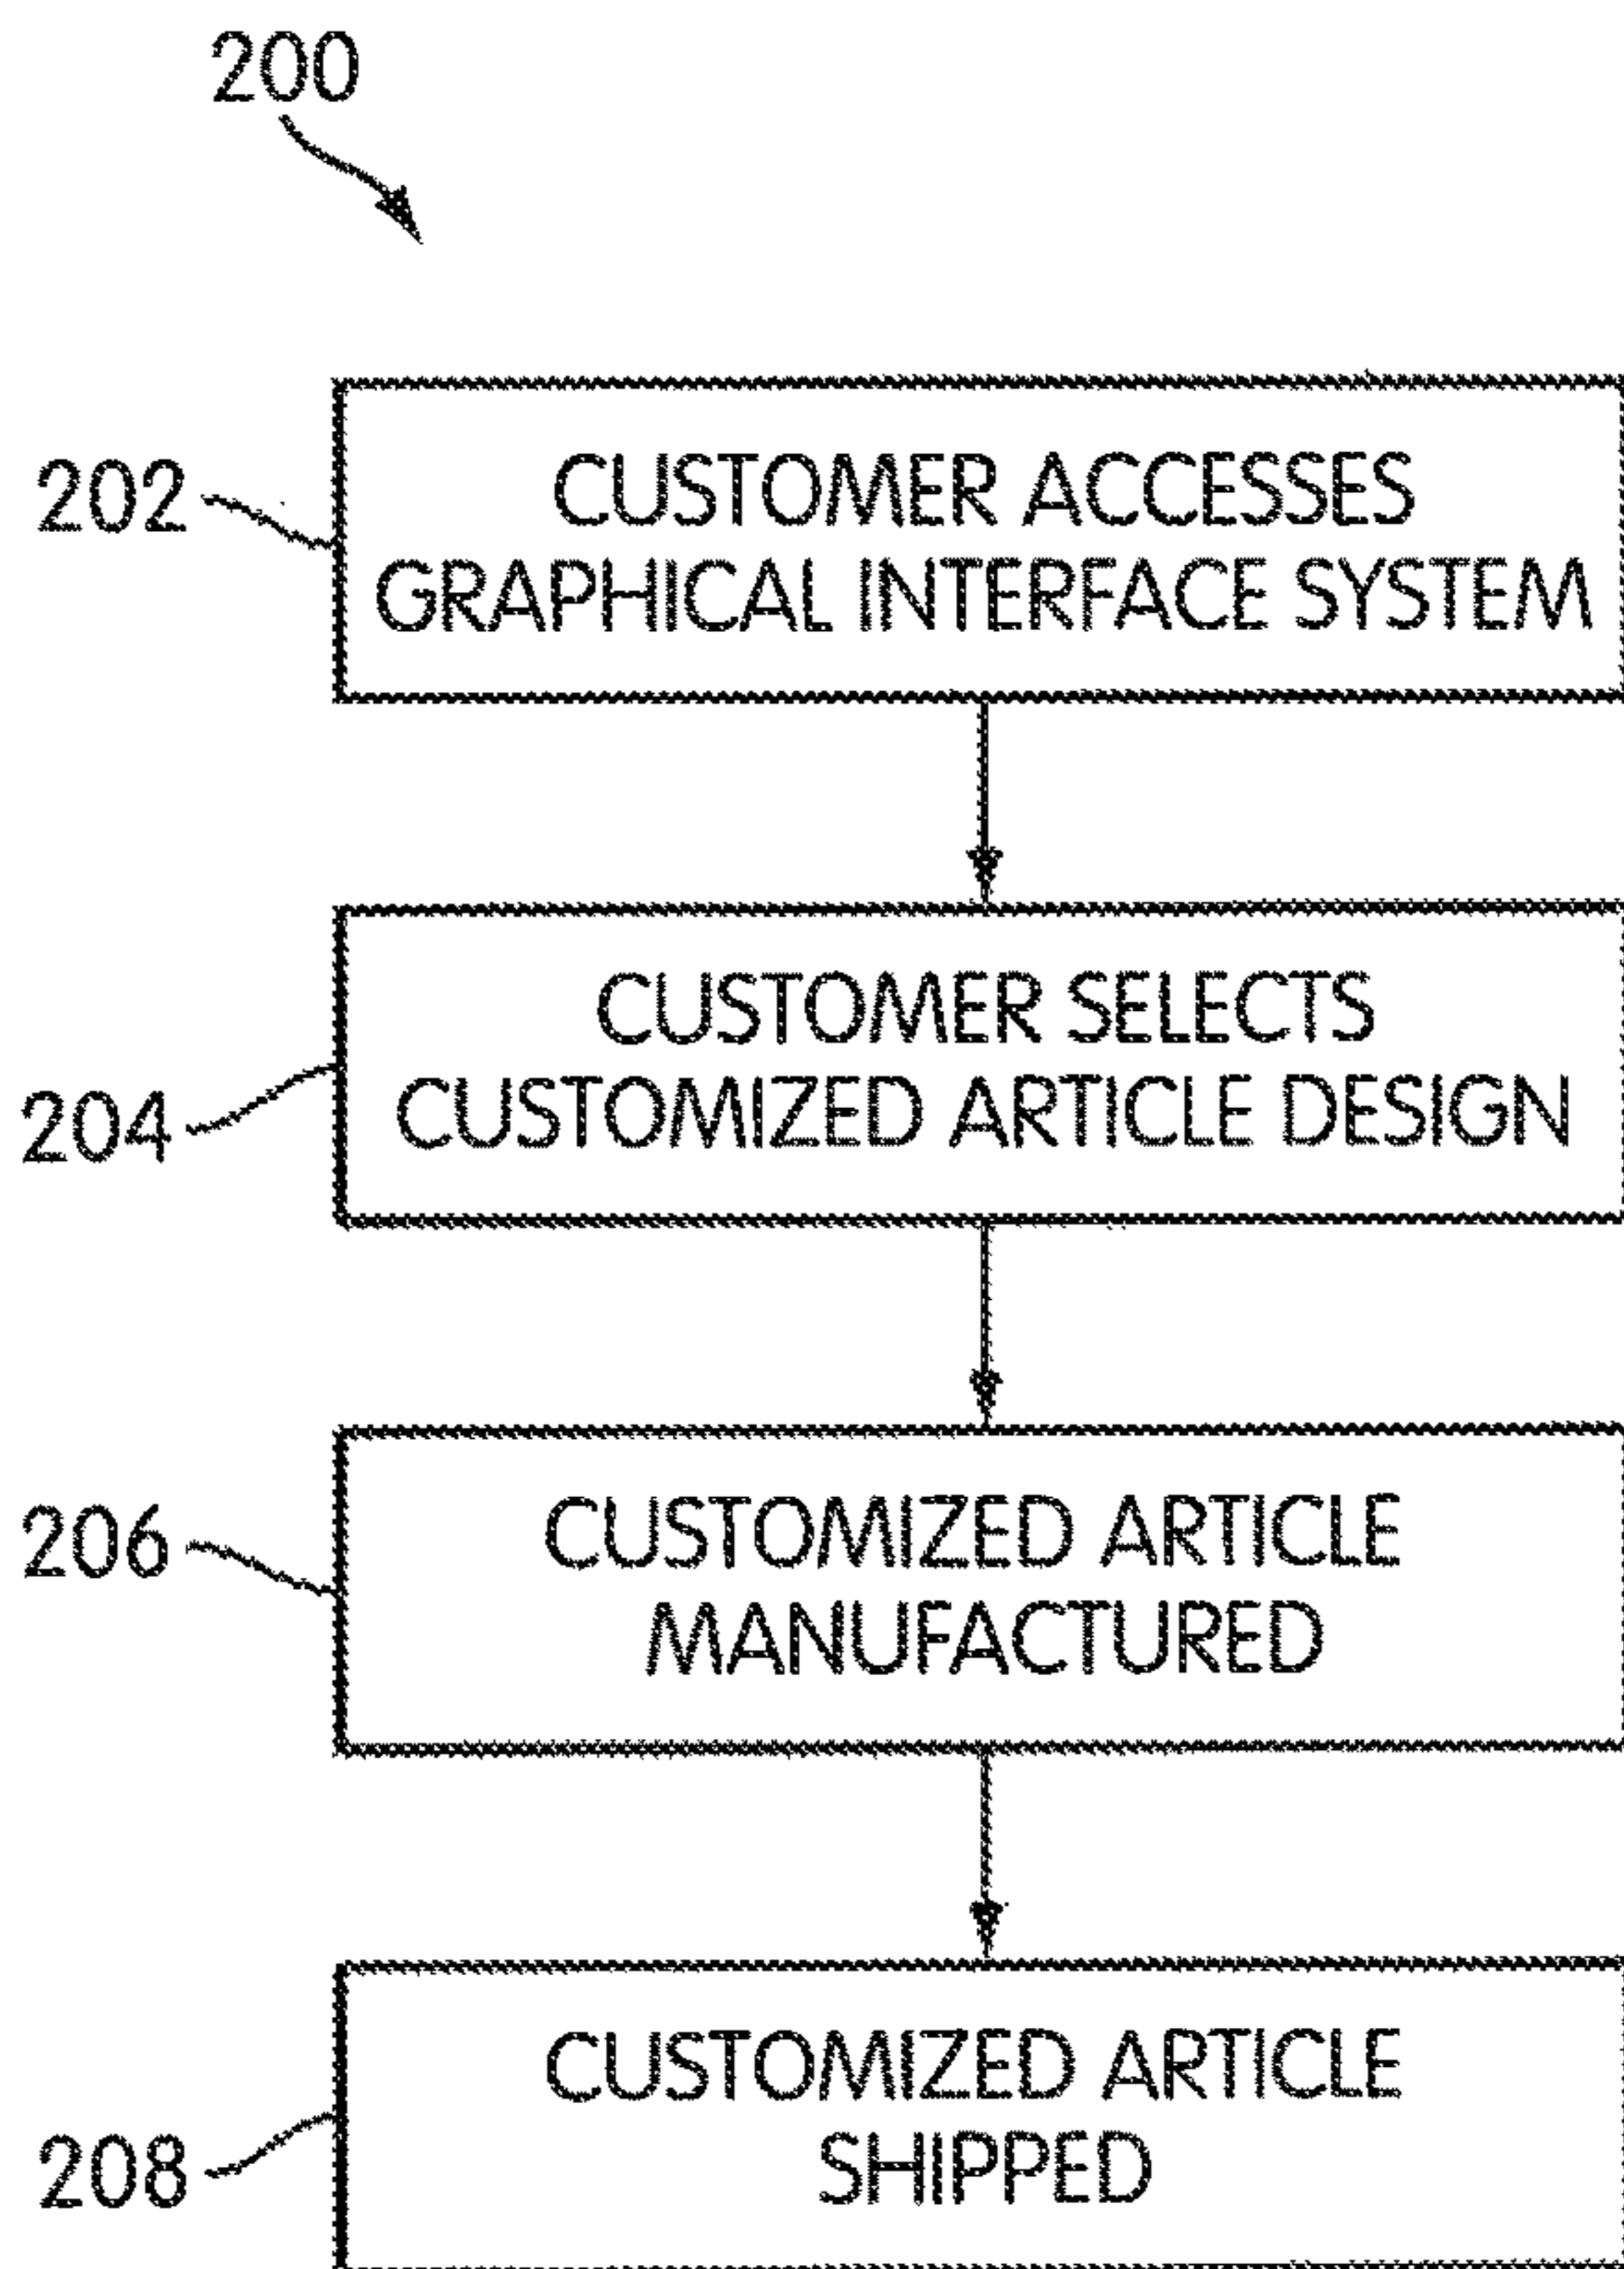 200
202
CUSTOMER ACCESSES
GRAPHICAL INTERFACE SYSTEM
204
CUSTOMER SELECTS
CUSTOMIZED ARTICLE DESIGN
206
CUSTOMIZED ARTICLE
MANUFACTURED
208
CUSTOMIZED ARTICLE
SHIPPED